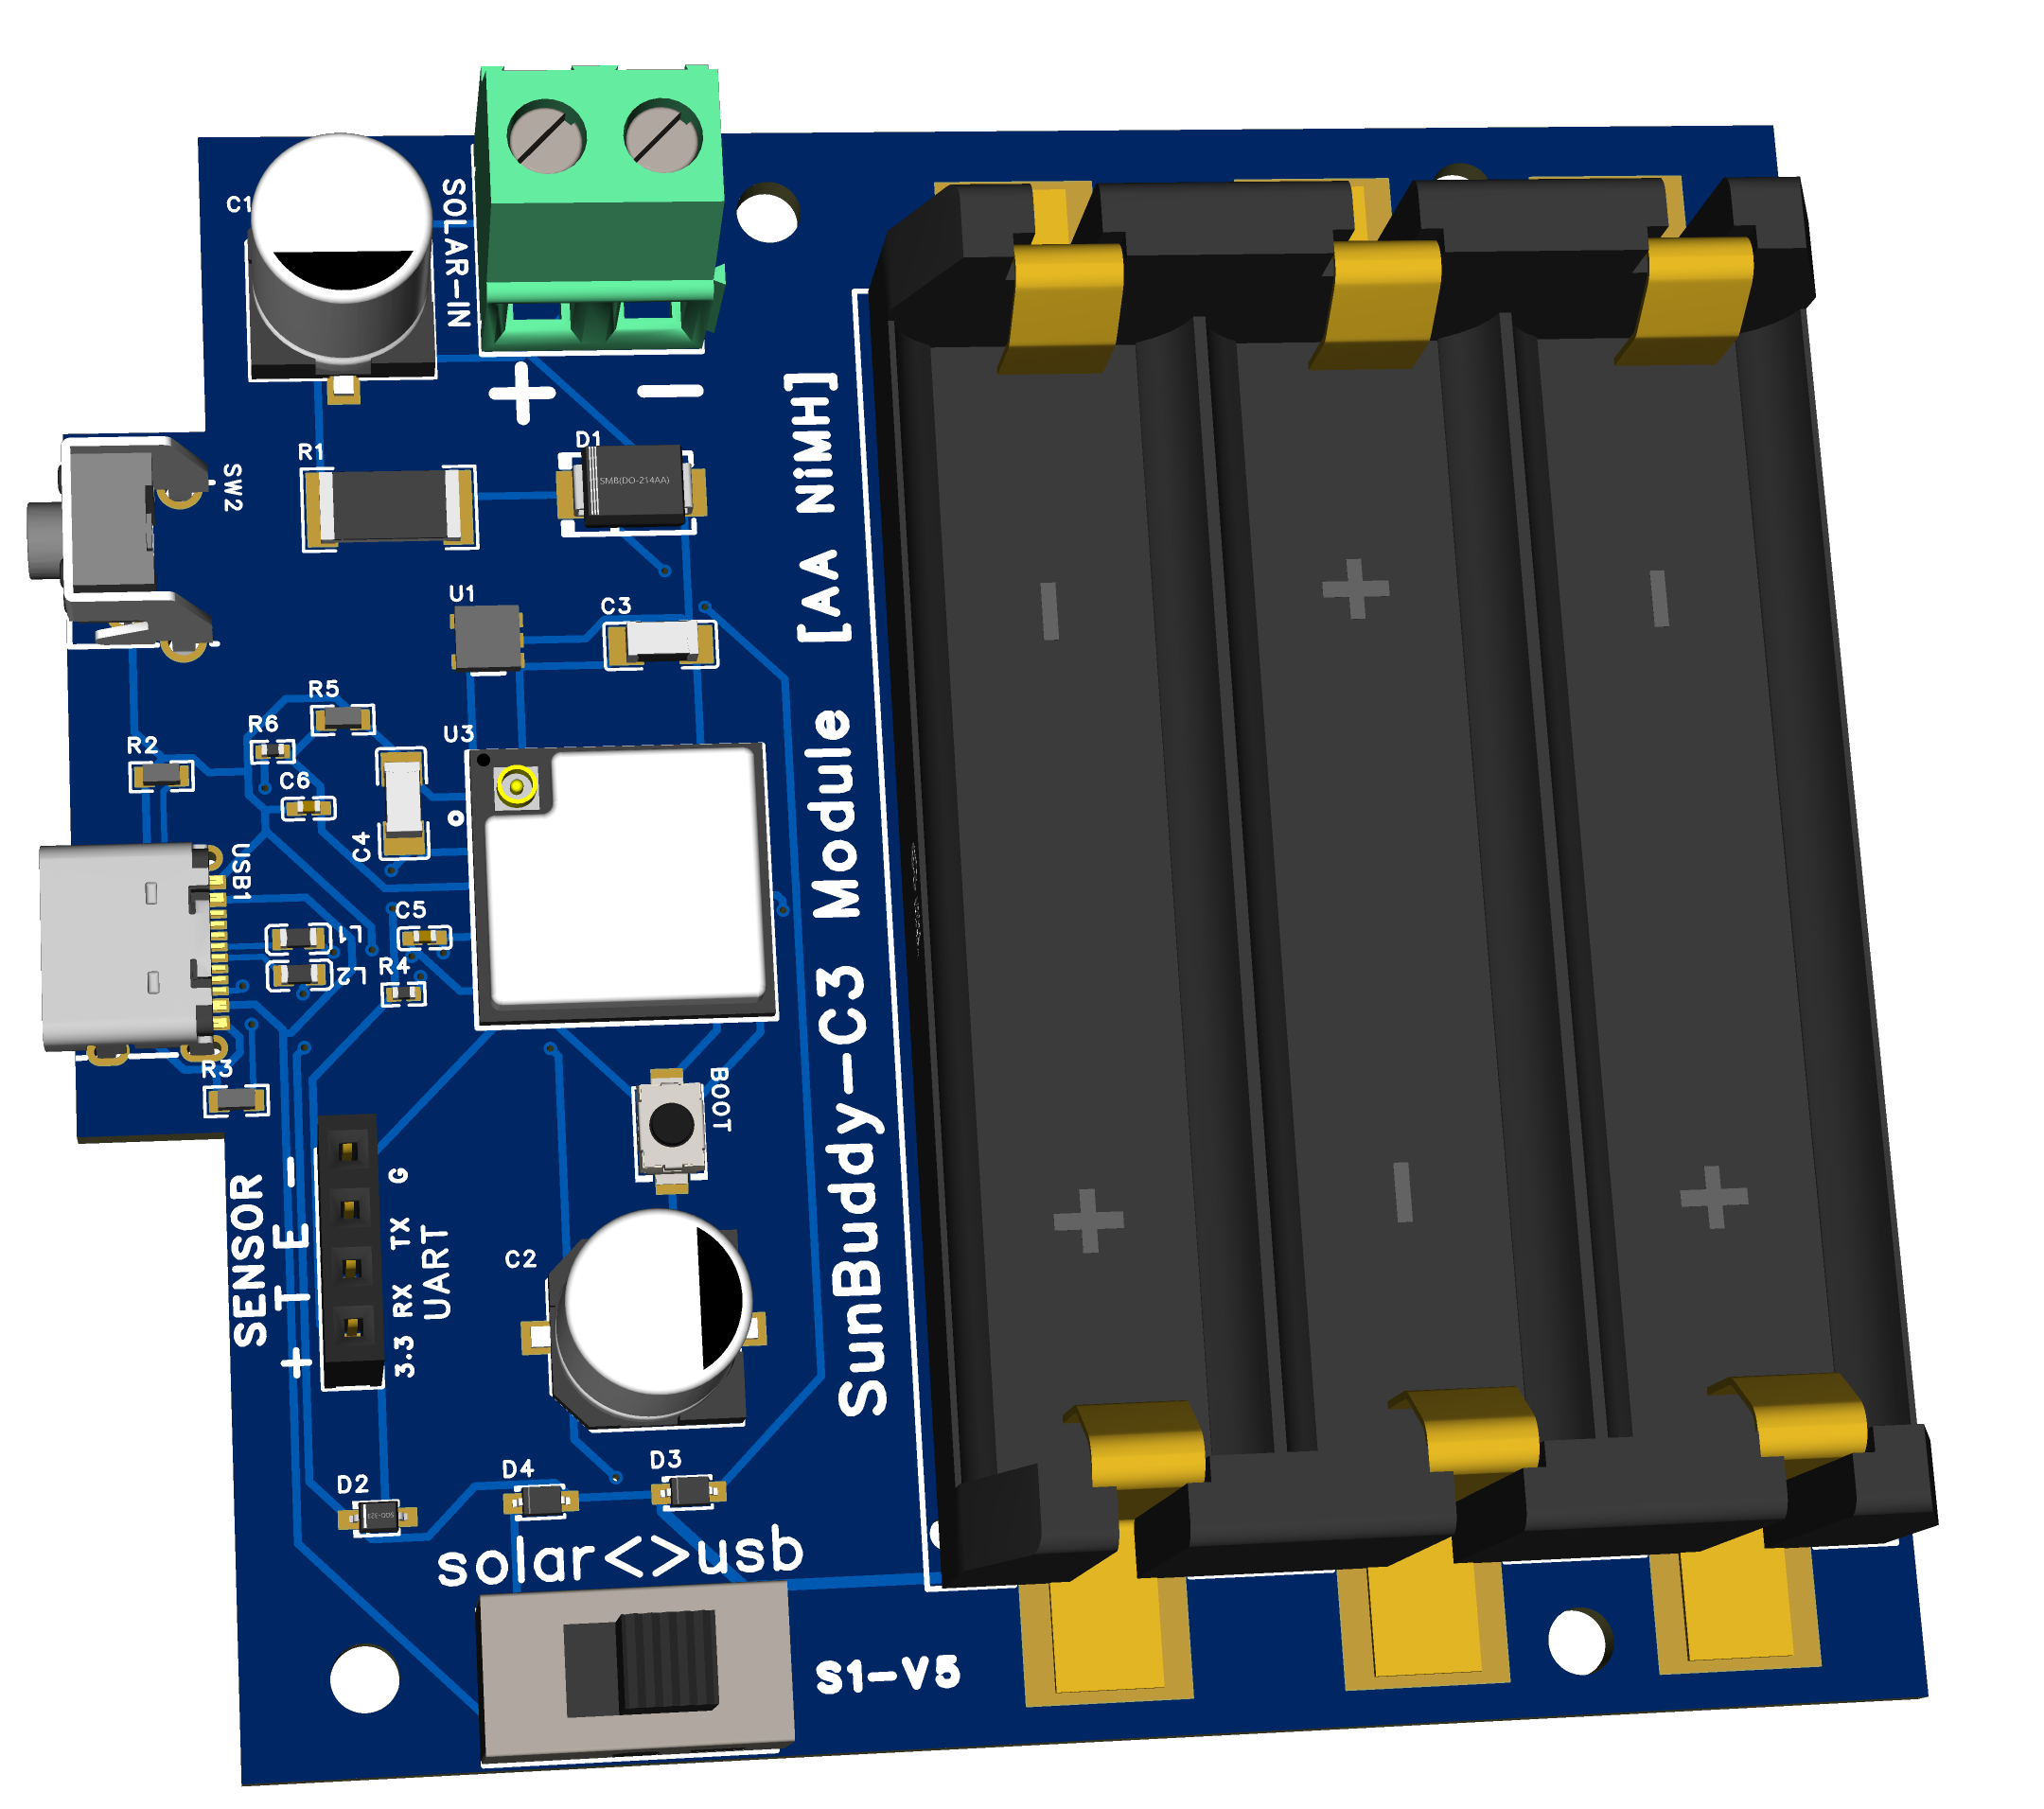 C1
SOLAR-IN
+ −
R1
D1
SMB(DO-214AA)
SW2
U1
C3
R5
R6
U3
R2
C6
C4
USB1
L1
C5
L2
R4
R3
BOOT
SENSOR
+ T E -
3.3 RX TX G
UART
C2
SunBuddy-C3 Module [AA NiMH]
− + −
+ − +
D2
D4
D3
solar<>usb
S1-V5